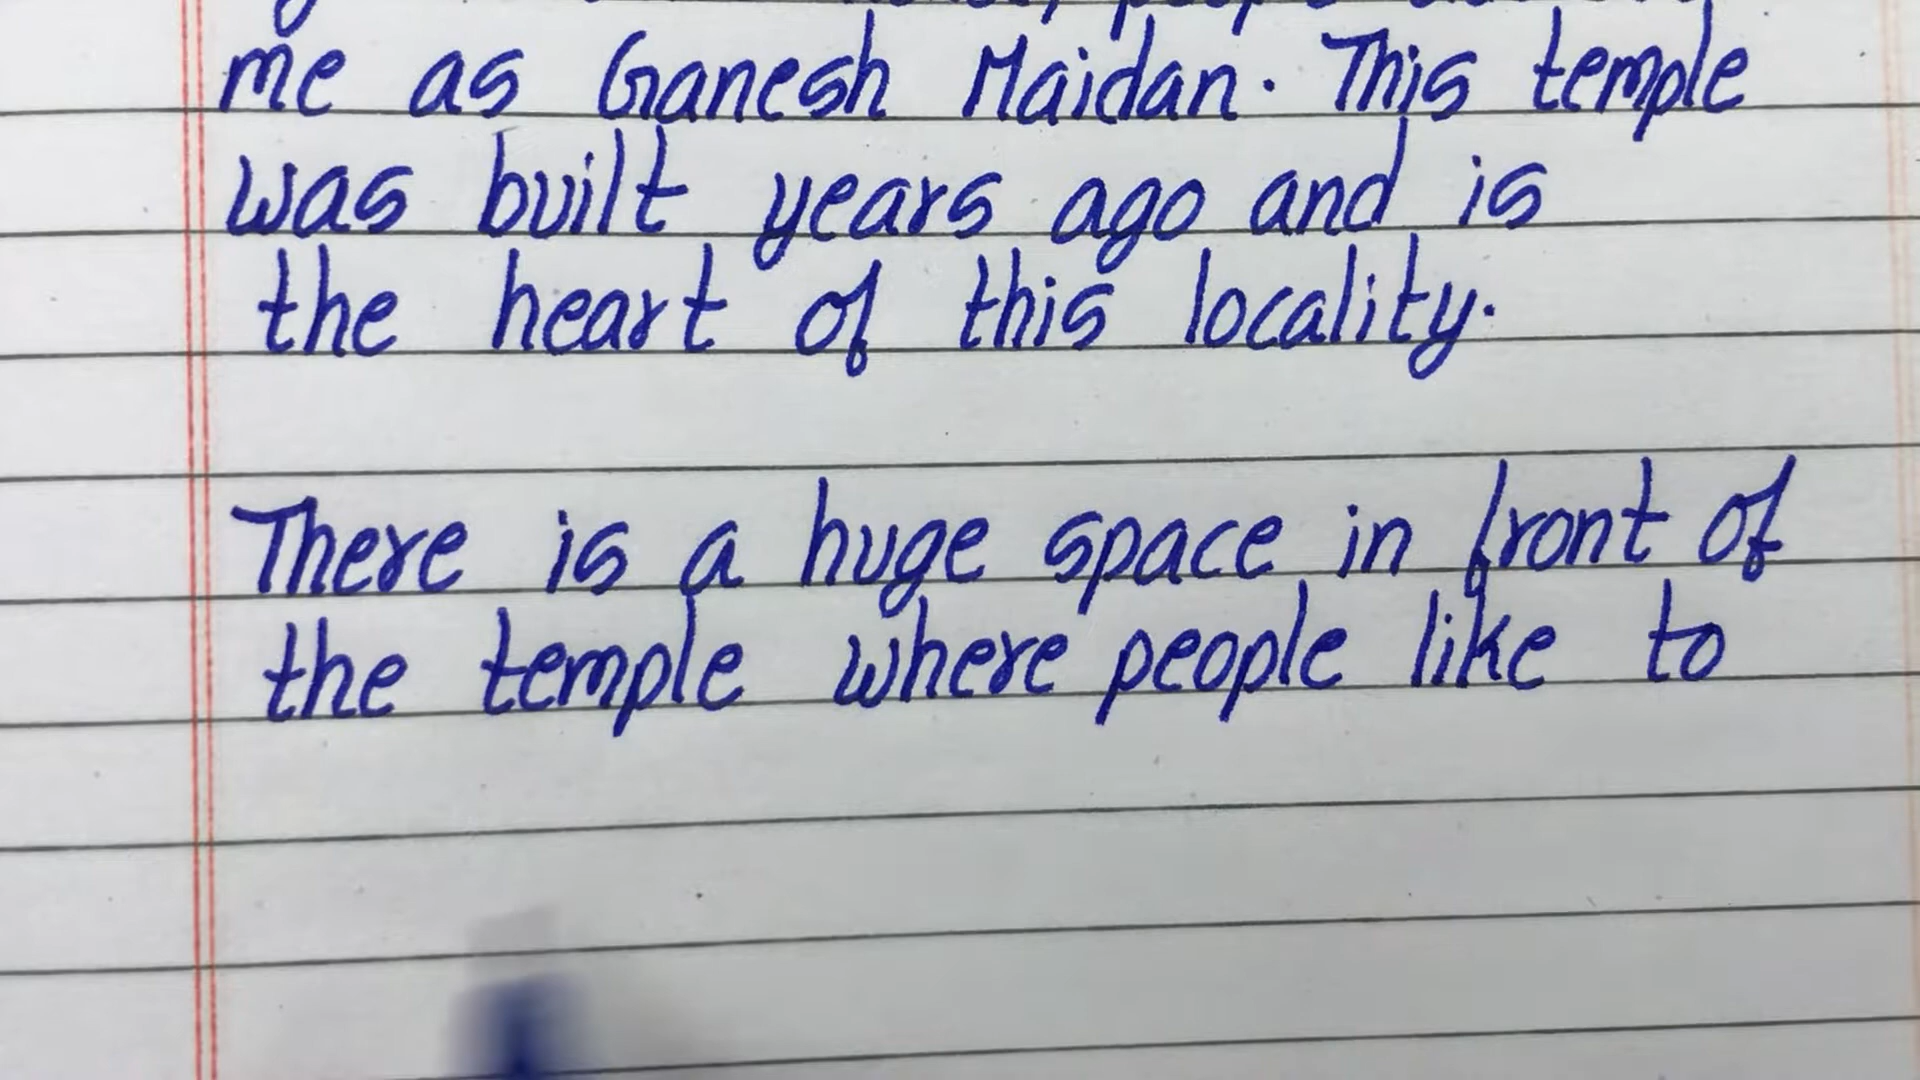 me as Ganesh Maidan. This temple
was built years ago and is
the heart of this locality.
There is a huge space in front of
the temple where people like to